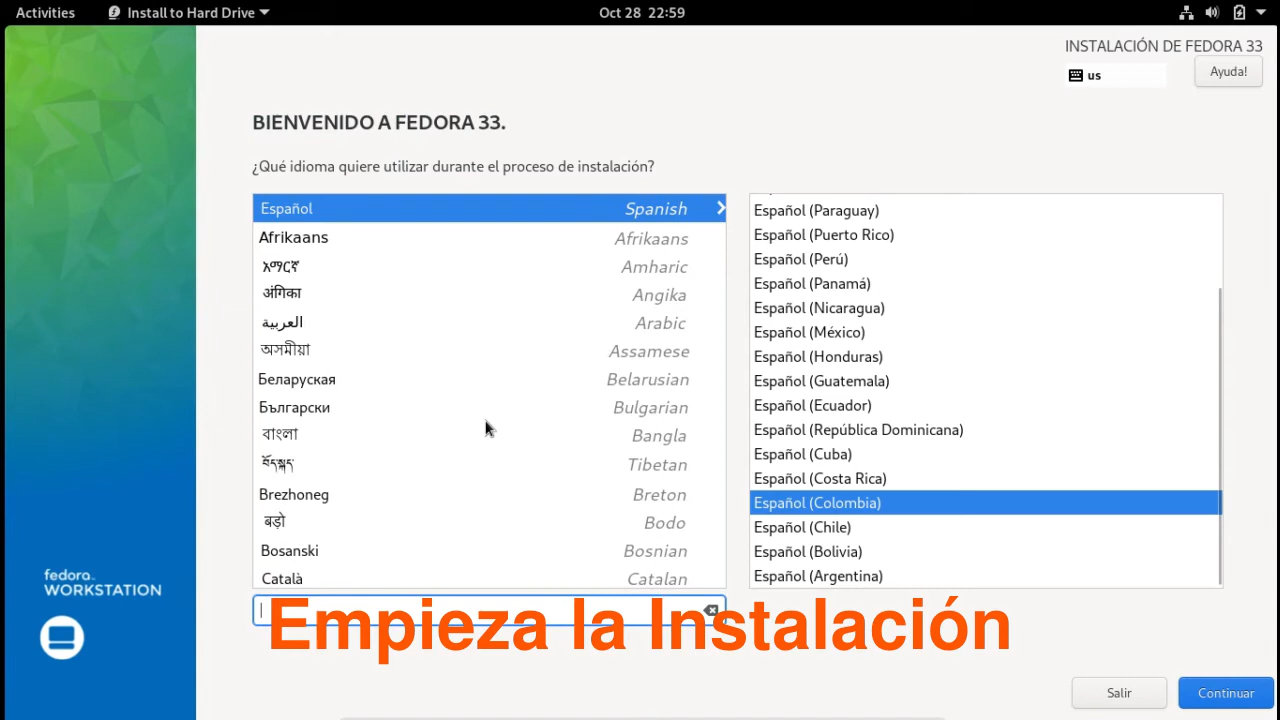 Activities Install to Hard Drive Oct 28 22:59
INSTALACIÓN DE FEDORA 33
us Ayuda!
BIENVENIDO A FEDORA 33.
¿Qué idioma quiere utilizar durante el proceso de instalación?
Español Spanish
Afrikaans Afrikaans
አማርኛ Amharic
अंगिका Angika
العربية Arabic
অসমীয়া Assamese
Беларуская Belarusian
Български Bulgarian
বাংলা Bangla
བོད་སྐད་ Tibetan
Brezhoneg Breton
बड़ो Bodo
Bosanski Bosnian
Català Catalan
Español (Paraguay)
Español (Puerto Rico)
Español (Perú)
Español (Panamá)
Español (Nicaragua)
Español (México)
Español (Honduras)
Español (Guatemala)
Español (Ecuador)
Español (República Dominicana)
Español (Cuba)
Español (Costa Rica)
Español (Colombia)
Español (Chile)
Español (Bolivia)
Español (Argentina)
fedora
WORKSTATION
Empieza la Instalación
Salir Continuar